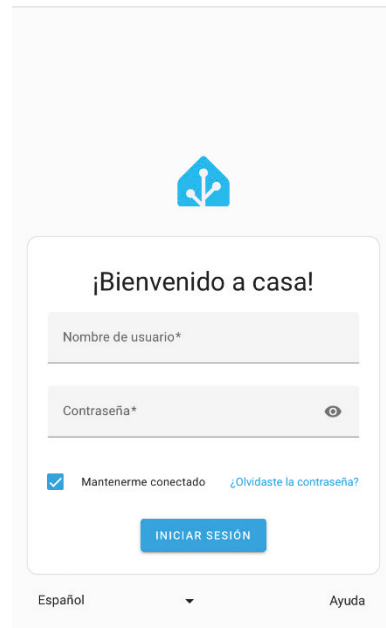 ¡Bienvenido a casa!
Nombre de usuario*
Contraseña*
Mantenerme conectado ¿Olvidaste la contraseña?
INICIAR SESIÓN
Español Ayuda